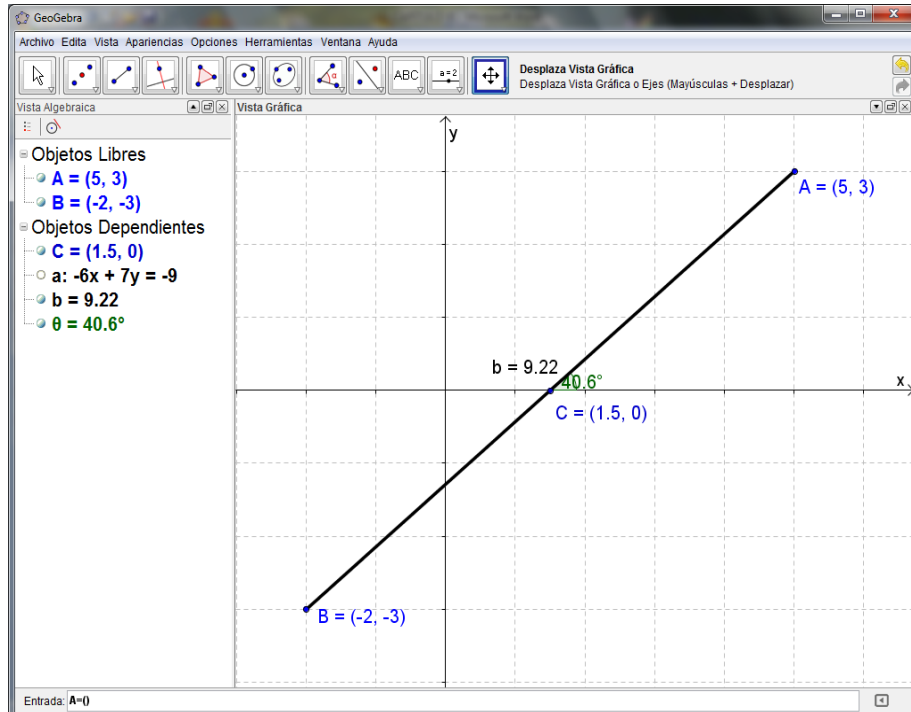 GeoGebra
Archivo Edita Vista Apariencias Opciones Herramientas Ventana Ayuda
ABC
a=2
Desplaza Vista Gráfica
Desplaza Vista Gráfica o Ejes (Mayúsculas + Desplazar)
Vista Algebraica
Objetos Libres
A = (5, 3)
B = (-2, -3)
Objetos Dependientes
C = (1.5, 0)
a: -6x + 7y = -9
b = 9.22
θ = 40.6°
Vista Gráfica
y
A = (5, 3)
b = 9.22
40.6°
x
C = (1.5, 0)
B = (-2, -3)
Entrada: A=()